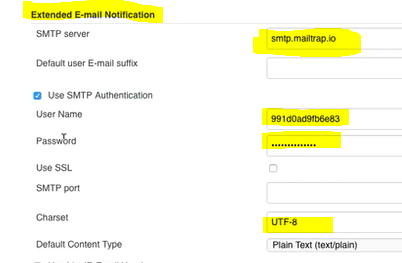 Extended E-mail Notification
SMTP server
smtp.mailtrap.io
Default user E-mail suffix
Use SMTP Authentication
User Name
991d0ad9fb6e83
Password
••••••••••••••
Use SSL
SMTP port
Charset
UTF-8
Default Content Type
Plain Text (text/plain)